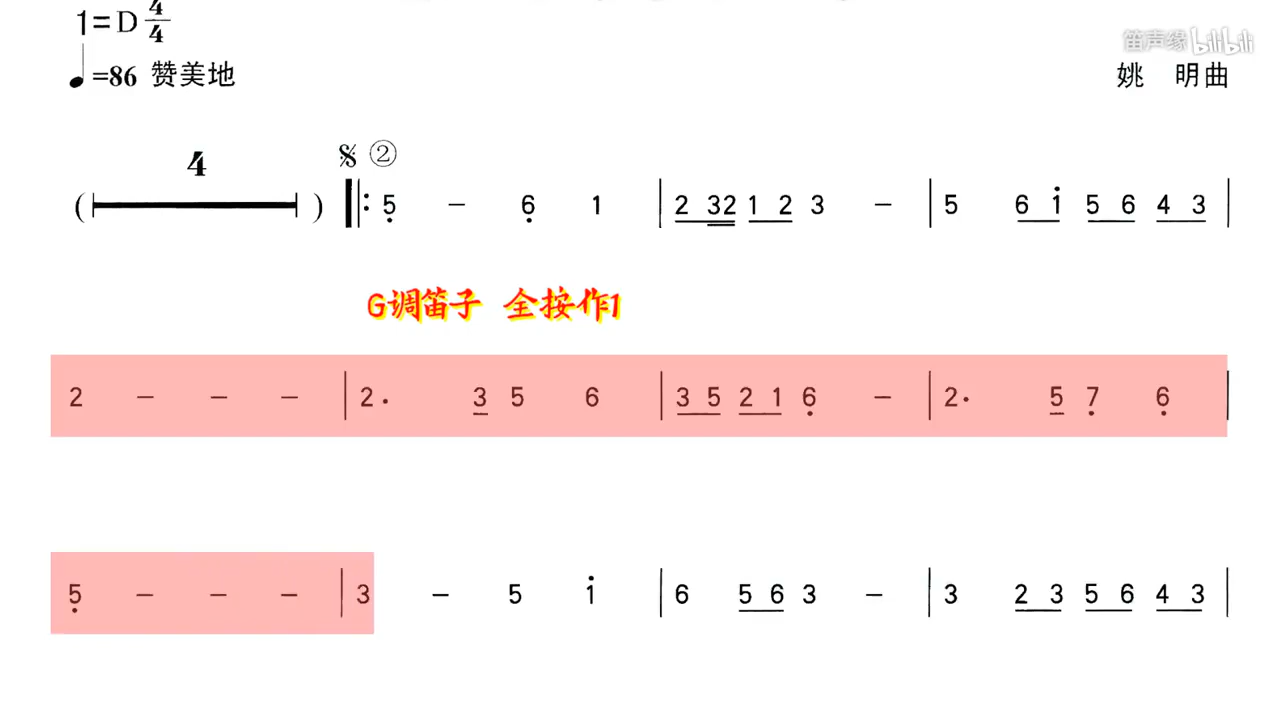 1=D 4/4
笛声缘 bilibili
♩=86 赞美地
姚 明曲
4
( ) 𝄋 ② ‖: 5̣ – 6̣ 1 | 2 32 1 2 3 – | 5 6 i 5 6 4 3 |
G调笛子 全按作1
2 – – – | 2. 3 5 6 | 3 5 2 1 6̣ – | 2. 5 7̣ 6̣ |
5̣ – – – | 3 – 5 i | 6 5 6 3 – | 3 2 3 5 6 4 3 |